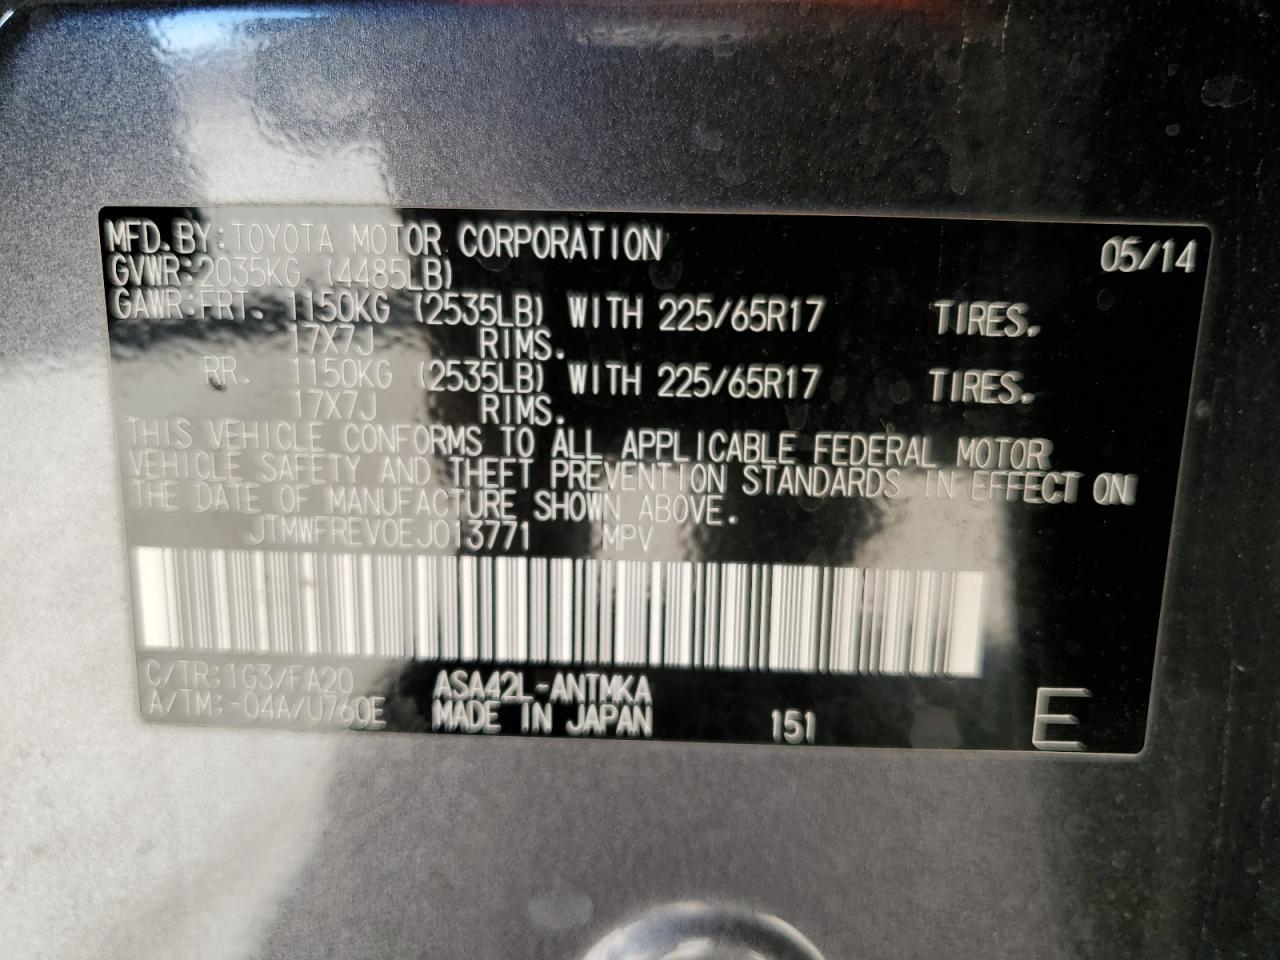 MFD.BY:TOYOTA MOTOR CORPORATION 05/14
GVWR:2035KG (4485LB)
GAWR:FRT. 1150KG (2535LB) WITH 225/65R17 TIRES.
17X7J RIMS.
RR. 1150KG (2535LB) WITH 225/65R17 TIRES.
17X7J RIMS.
THIS VEHICLE CONFORMS TO ALL APPLICABLE FEDERAL MOTOR
VEHICLE SAFETY AND THEFT PREVENTION STANDARDS IN EFFECT ON
THE DATE OF MANUFACTURE SHOWN ABOVE.
JTMWFREV0EJ013771 MPV
C/TR:1G3/FA20 ASA42L-ANTMKA
A/TM:-04A/U760E MADE IN JAPAN 151 E